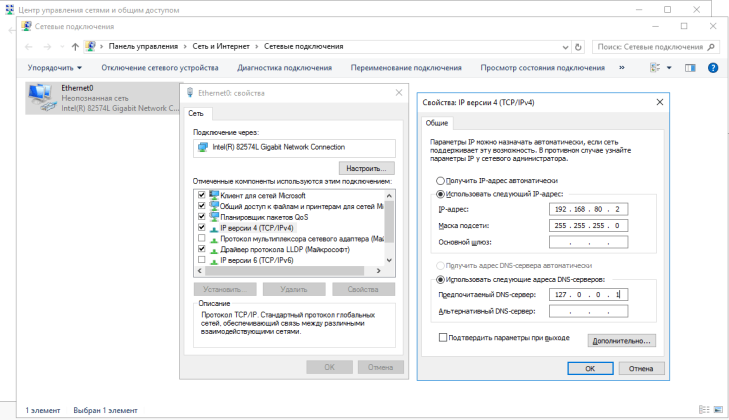 Центр управления сетями и общим доступом
Сетевые подключения
Панель управления > Сеть и Интернет > Сетевые подключения
Поиск: Сетевые подключения
Упорядочить
Отключение сетевого устройства
Диагностика подключения
Переименование подключения
Просмотр состояния подключения
»
Ethernet0
Неопознанная сеть
Intel(R) 82574L Gigabit Network C...
Ethernet0: свойства
Сеть
Подключение через:
Intel(R) 82574L Gigabit Network Connection
Настроить...
Отмеченные компоненты используются этим подключением:
Клиент для сетей Microsoft
Общий доступ к файлам и принтерам для сетей Mi
Планировщик пакетов QoS
IP версии 4 (TCP/IPv4)
Протокол мультиплексора сетевого адаптера (Май
Драйвер протокола LLDP (Майкрософт)
IP версии 6 (TCP/IPv6)
Установить...
Удалить
Свойства
Описание
Протокол TCP/IP. Стандартный протокол глобальных
сетей, обеспечивающий связь между различными
взаимодействующими сетями.
OK
Отмена
Свойства: IP версии 4 (TCP/IPv4)
Общие
Параметры IP можно назначать автоматически, если сеть
поддерживает эту возможность. В противном случае узнайте
параметры IP у сетевого администратора.
Получить IP-адрес автоматически
Использовать следующий IP-адрес:
IP-адрес:
192 . 168 . 80 . 2
Маска подсети:
255 . 255 . 255 . 0
Основной шлюз:
. . .
Получить адрес DNS-сервера автоматически
Использовать следующие адреса DNS-серверов:
Предпочитаемый DNS-сервер:
127 . 0 . 0 . 1
Альтернативный DNS-сервер:
. . .
Подтвердить параметры при выходе
Дополнительно...
OK
Отмена
1 элемент
Выбран 1 элемент